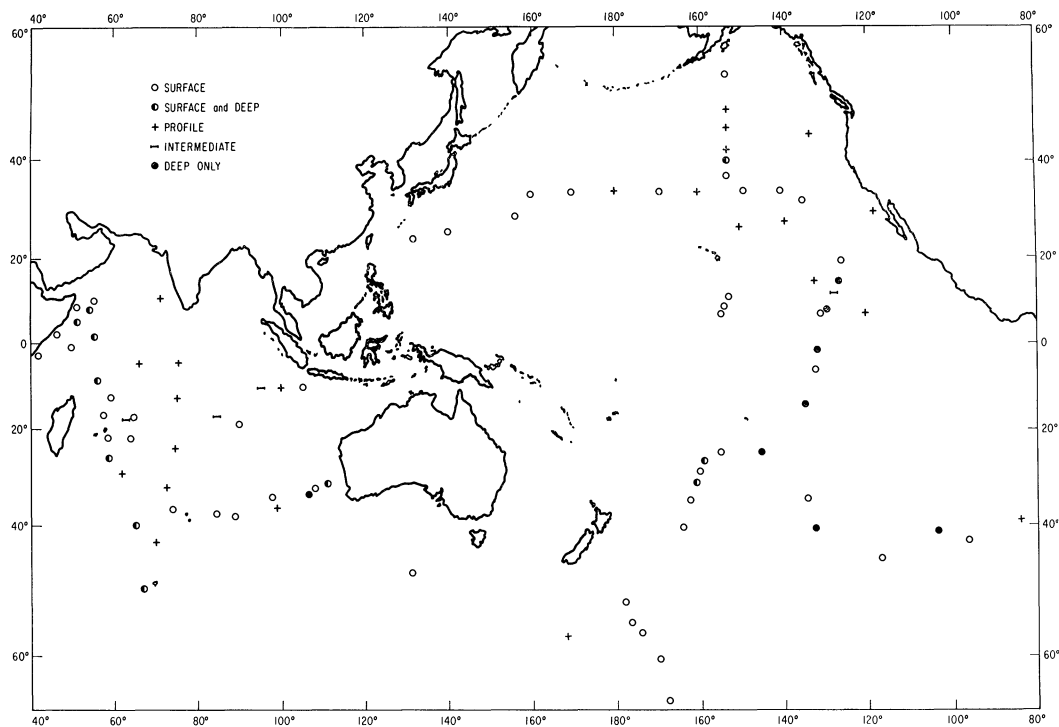 40° 60° 80° 100° 120° 140° 160° 180° 160° 140° 120° 100° 80°
60° 60°
SURFACE
SURFACE and DEEP
PROFILE
INTERMEDIATE
DEEP ONLY
40° 40°
20° 20°
0° 0
20° 20°
40° 40°
60° 60°
40° 60° 80° 100° 120° 140° 160° 180° 160° 140° 120° 100° 80°